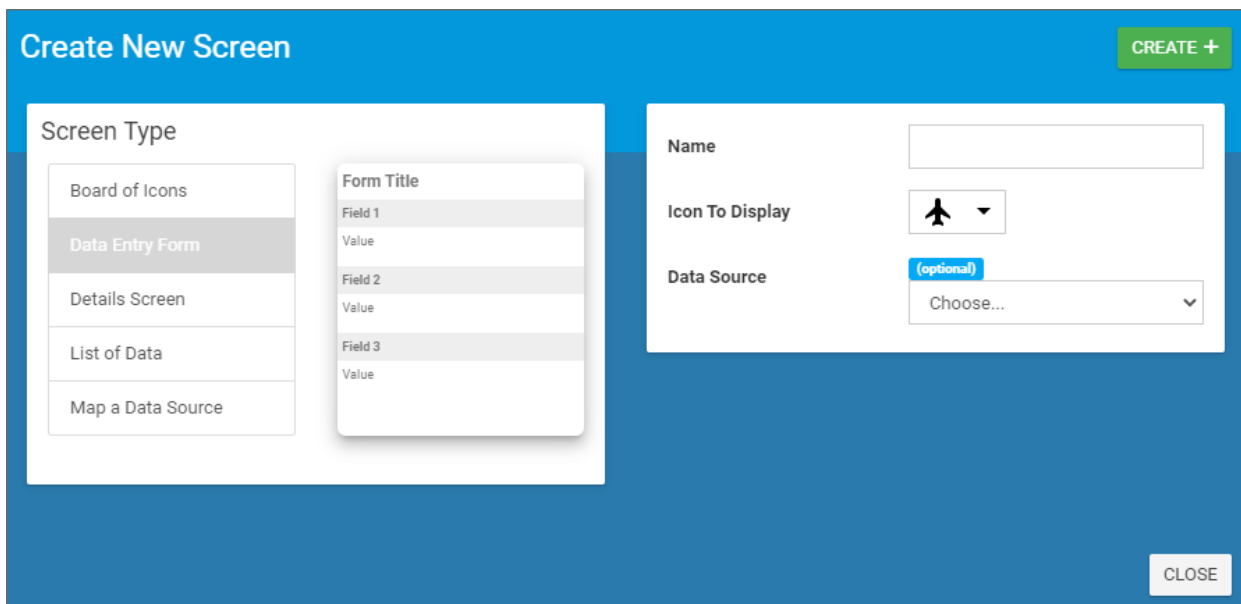 Create New Screen
CREATE +
Screen Type
Board of Icons
Data Entry Form
Details Screen
List of Data
Map a Data Source
Form Title
Field 1
Value
Field 2
Value
Field 3
Value
Name
Icon To Display
Data Source
(optional)
Choose...
CLOSE